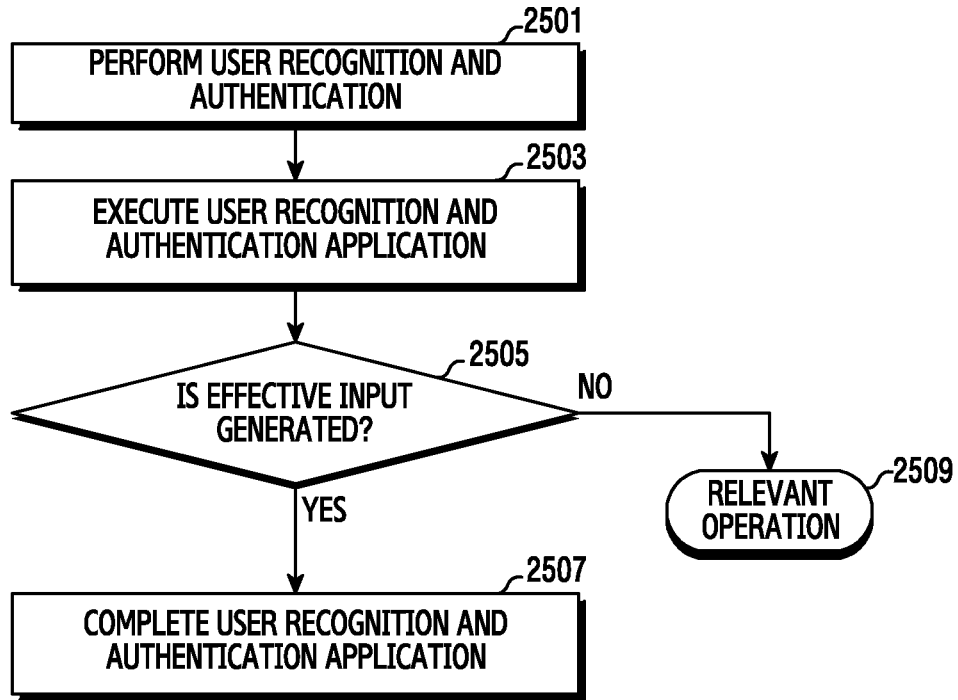 2501
PERFORM USER RECOGNITION AND
AUTHENTICATION
2503
EXECUTE USER RECOGNITION AND
AUTHENTICATION APPLICATION
2505
IS EFFECTIVE INPUT
GENERATED?
NO
2509
RELEVANT
OPERATION
YES
2507
COMPLETE USER RECOGNITION AND
AUTHENTICATION APPLICATION